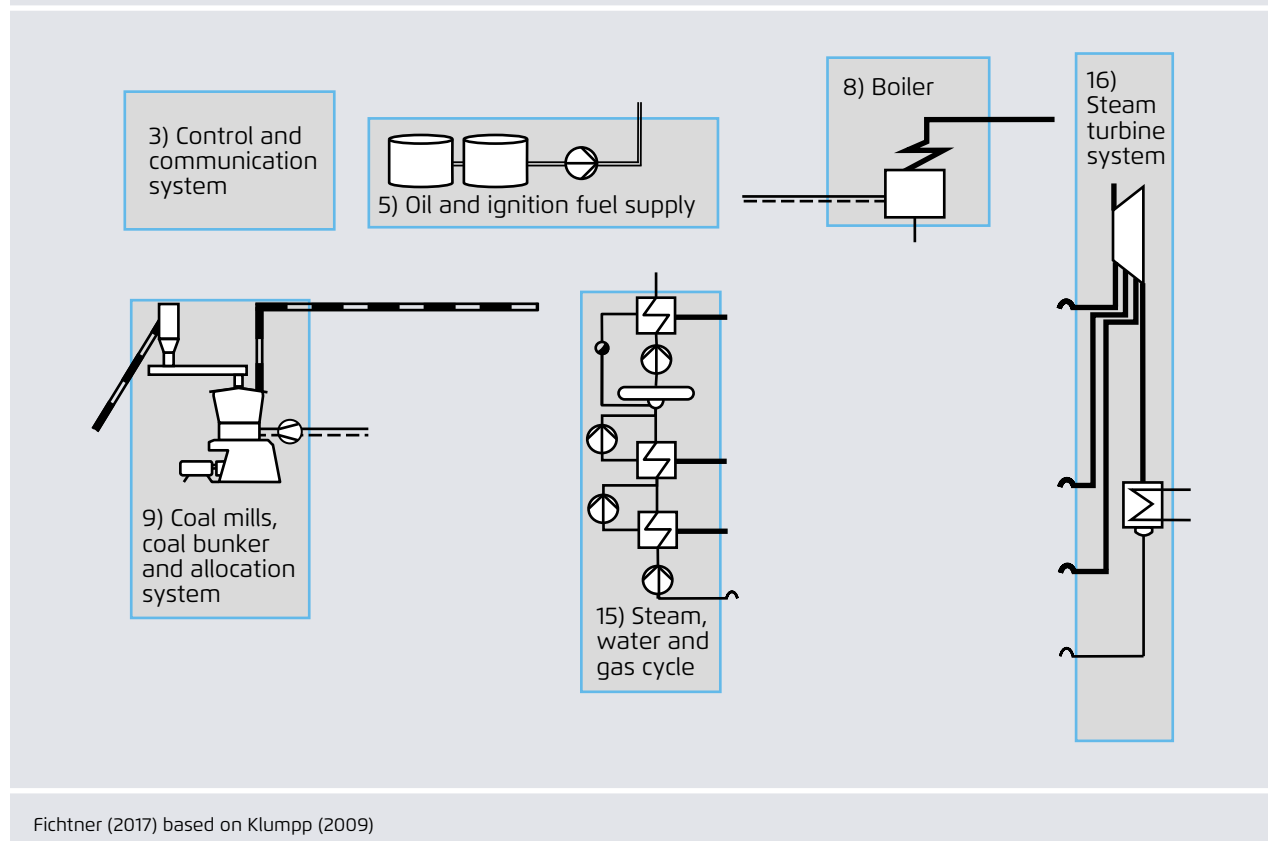 3) Control and
communication
system
5) Oil and ignition fuel supply
8) Boiler
16)
Steam
turbine
system
9) Coal mills,
coal bunker
and allocation
system
15) Steam,
water and
gas cycle
Fichtner (2017) based on Klumpp (2009)